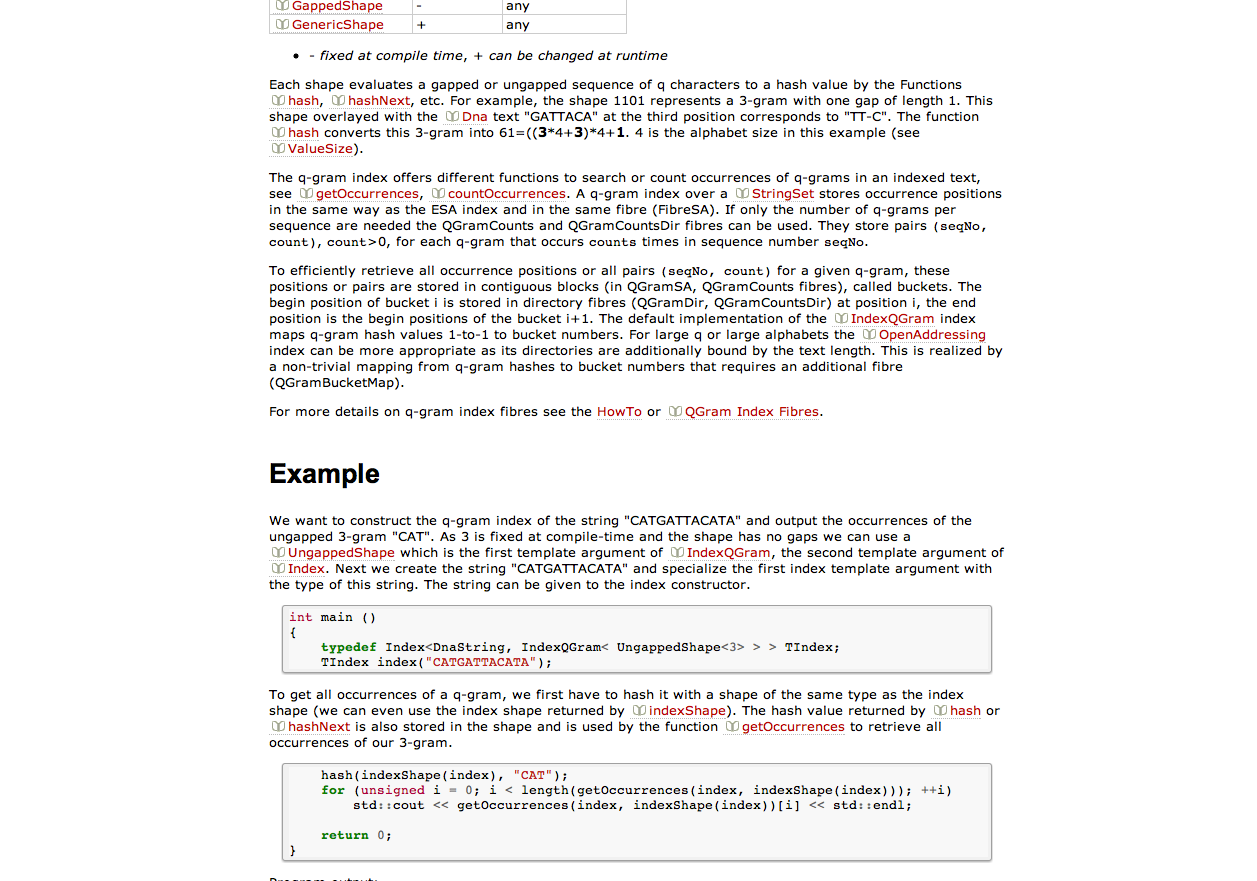 GappedShape - any
GenericShape + any
• - fixed at compile time, + can be changed at runtime
Each shape evaluates a gapped or ungapped sequence of q characters to a hash value by the Functions
hash, hashNext, etc. For example, the shape 1101 represents a 3-gram with one gap of length 1. This
shape overlayed with the Dna text "GATTACA" at the third position corresponds to "TT-C". The function
hash converts this 3-gram into 61=((3*4+3)*4+1. 4 is the alphabet size in this example (see
ValueSize).
The q-gram index offers different functions to search or count occurrences of q-grams in an indexed text,
see getOccurrences, countOccurrences. A q-gram index over a StringSet stores occurrence positions
in the same way as the ESA index and in the same fibre (FibreSA). If only the number of q-grams per
sequence are needed the QGramCounts and QGramCountsDir fibres can be used. They store pairs (seqNo,
count), count>0, for each q-gram that occurs counts times in sequence number seqNo.
To efficiently retrieve all occurrence positions or all pairs (seqNo, count) for a given q-gram, these
positions or pairs are stored in contiguous blocks (in QGramSA, QGramCounts fibres), called buckets. The
begin position of bucket i is stored in directory fibres (QGramDir, QGramCountsDir) at position i, the end
position is the begin positions of the bucket i+1. The default implementation of the IndexQGram index
maps q-gram hash values 1-to-1 to bucket numbers. For large q or large alphabets the OpenAddressing
index can be more appropriate as its directories are additionally bound by the text length. This is realized by
a non-trivial mapping from q-gram hashes to bucket numbers that requires an additional fibre
(QGramBucketMap).
For more details on q-gram index fibres see the HowTo or QGram Index Fibres.
Example
We want to construct the q-gram index of the string "CATGATTACATA" and output the occurrences of the
ungapped 3-gram "CAT". As 3 is fixed at compile-time and the shape has no gaps we can use a
UngappedShape which is the first template argument of IndexQGram, the second template argument of
Index. Next we create the string "CATGATTACATA" and specialize the first index template argument with
the type of this string. The string can be given to the index constructor.
int main ()
{
    typedef Index<DnaString, IndexQGram< UngappedShape<3> > > TIndex;
    TIndex index("CATGATTACATA");
To get all occurrences of a q-gram, we first have to hash it with a shape of the same type as the index
shape (we can even use the index shape returned by indexShape). The hash value returned by hash or
hashNext is also stored in the shape and is used by the function getOccurrences to retrieve all
occurrences of our 3-gram.
    hash(indexShape(index), "CAT");
    for (unsigned i = 0; i < length(getOccurrences(index, indexShape(index))); ++i)
        std::cout << getOccurrences(index, indexShape(index))[i] << std::endl;
    return 0;
}
Program output: